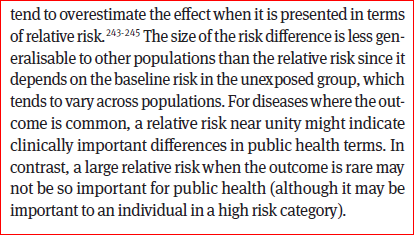 tend to overestimate the effect when it is presented in terms
of relative risk.243-245 The size of the risk difference is less gen-
eralisable to other populations than the relative risk since it
depends on the baseline risk in the unexposed group, which
tends to vary across populations. For diseases where the out-
come is common, a relative risk near unity might indicate
clinically important differences in public health terms. In
contrast, a large relative risk when the outcome is rare may
not be so important for public health (although it may be
important to an individual in a high risk category).